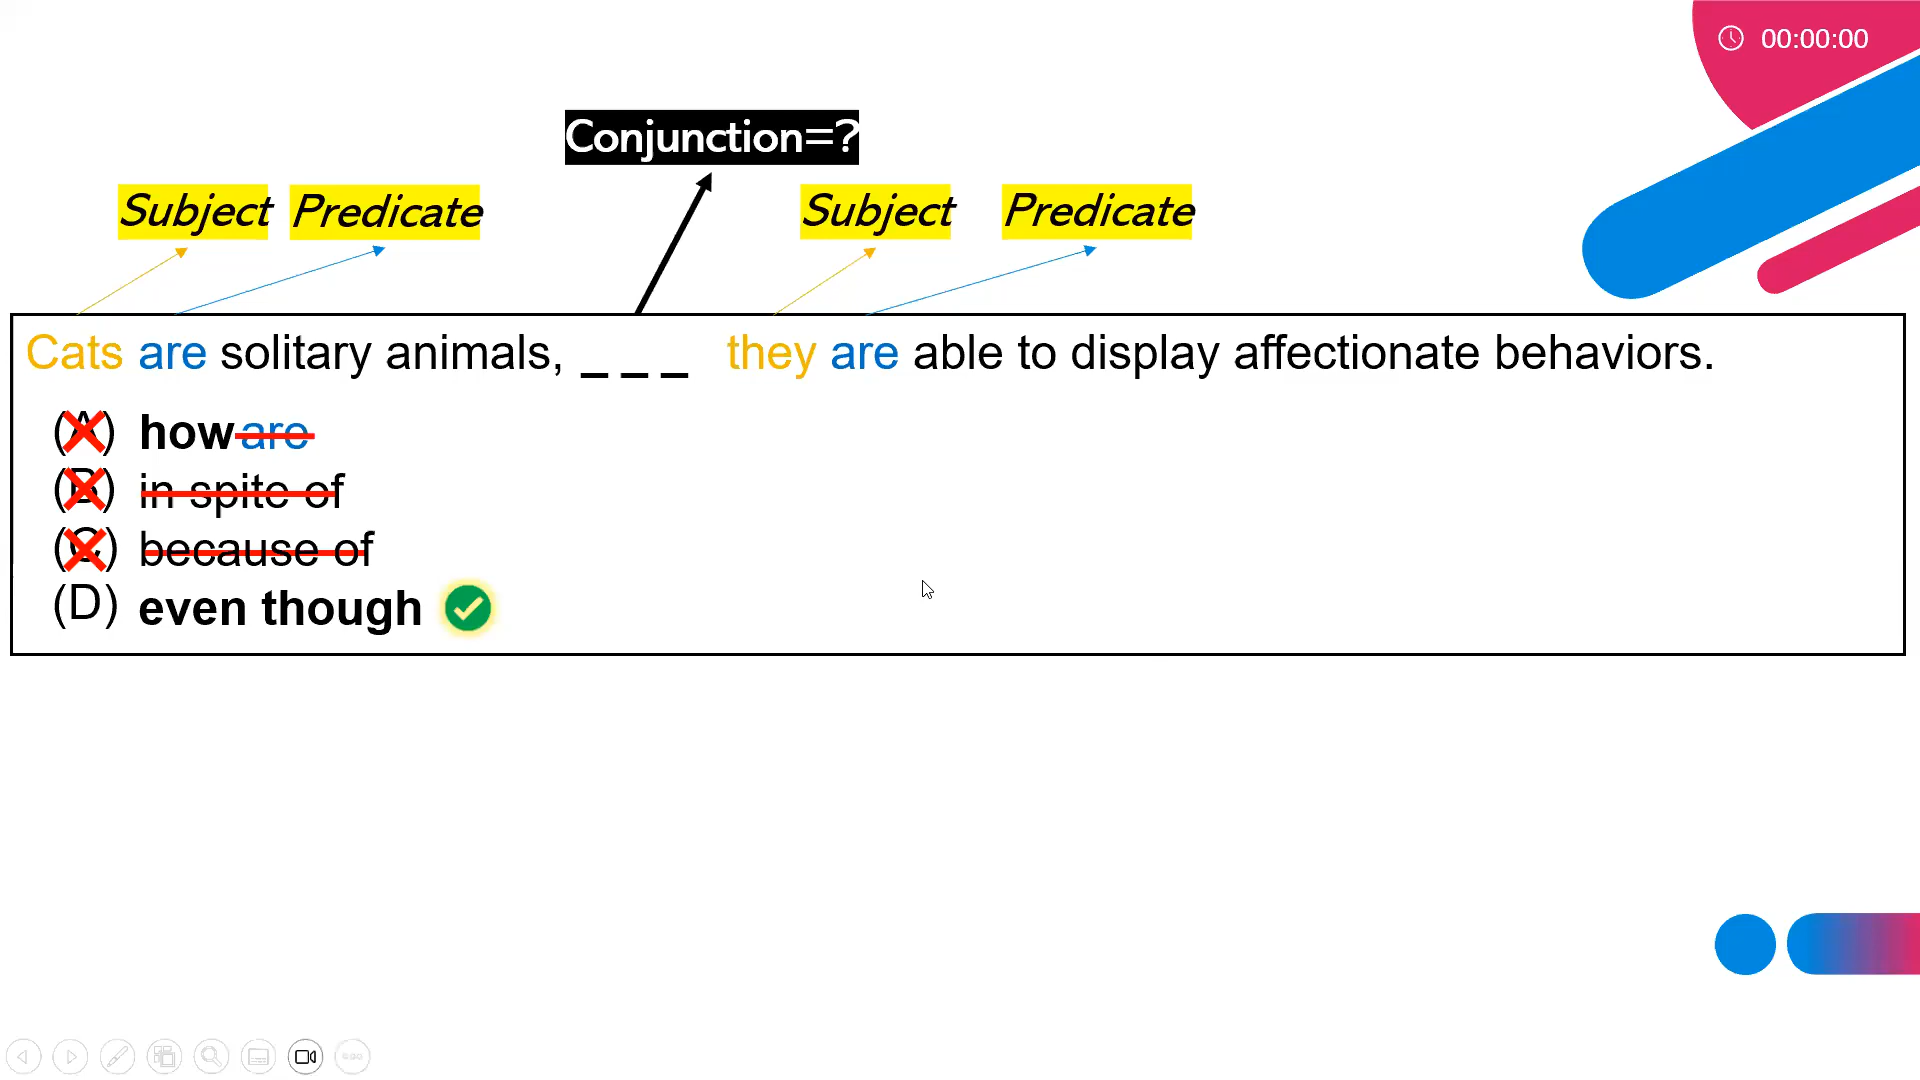 00:00:00
Conjunction=?
Subject Predicate Subject Predicate
Cats are solitary animals, _ _ _ they are able to display affectionate behaviors.
(A) how are
(B) in spite of
(C) because of
(D) even though